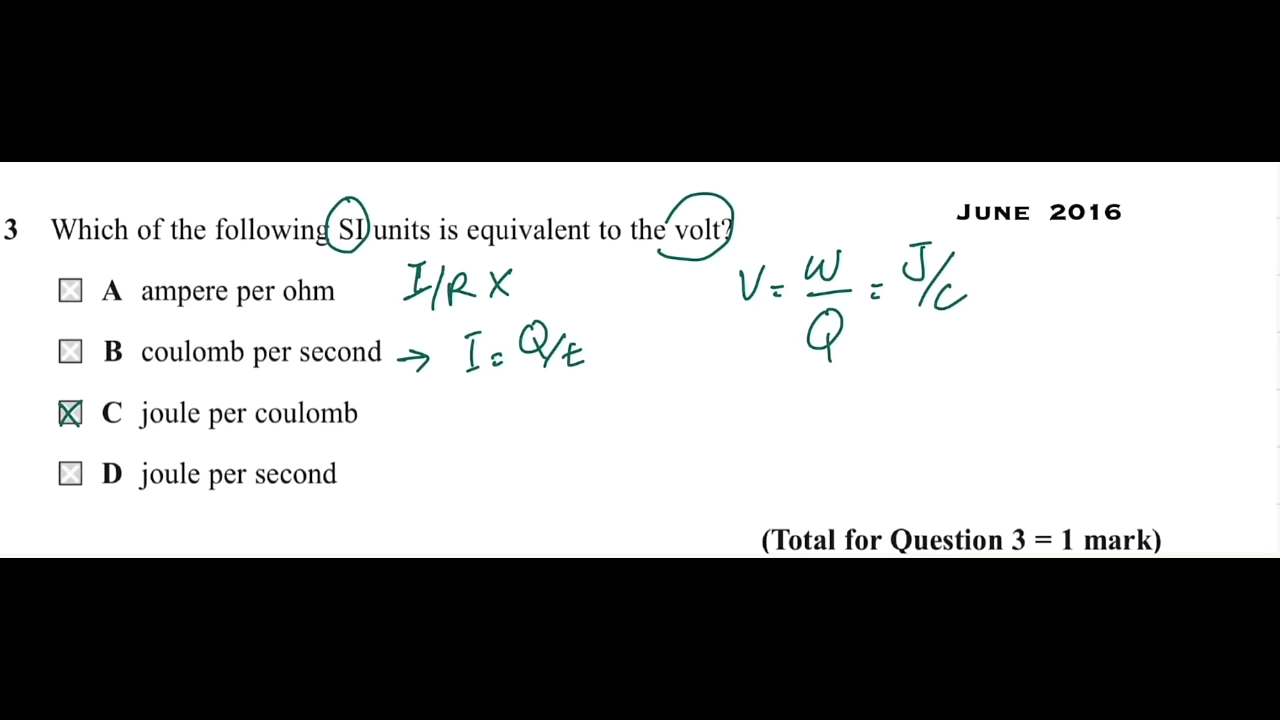 JUNE 2016
3 Which of the following SI units is equivalent to the volt?
A ampere per ohm I/R X
V = W/Q = J/C
B coulomb per second → I = Q/t
C joule per coulomb
D joule per second
(Total for Question 3 = 1 mark)